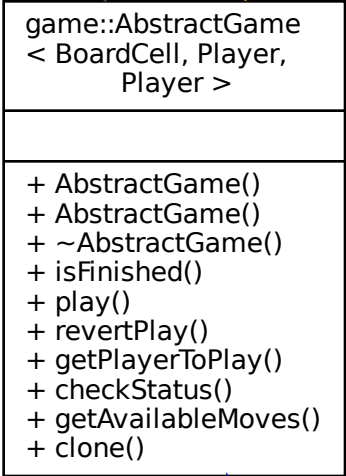 game::AbstractGame
< BoardCell, Player,
Player >
+ AbstractGame()
+ AbstractGame()
+ ~AbstractGame()
+ isFinished()
+ play()
+ revertPlay()
+ getPlayerToPlay()
+ checkStatus()
+ getAvailableMoves()
+ clone()